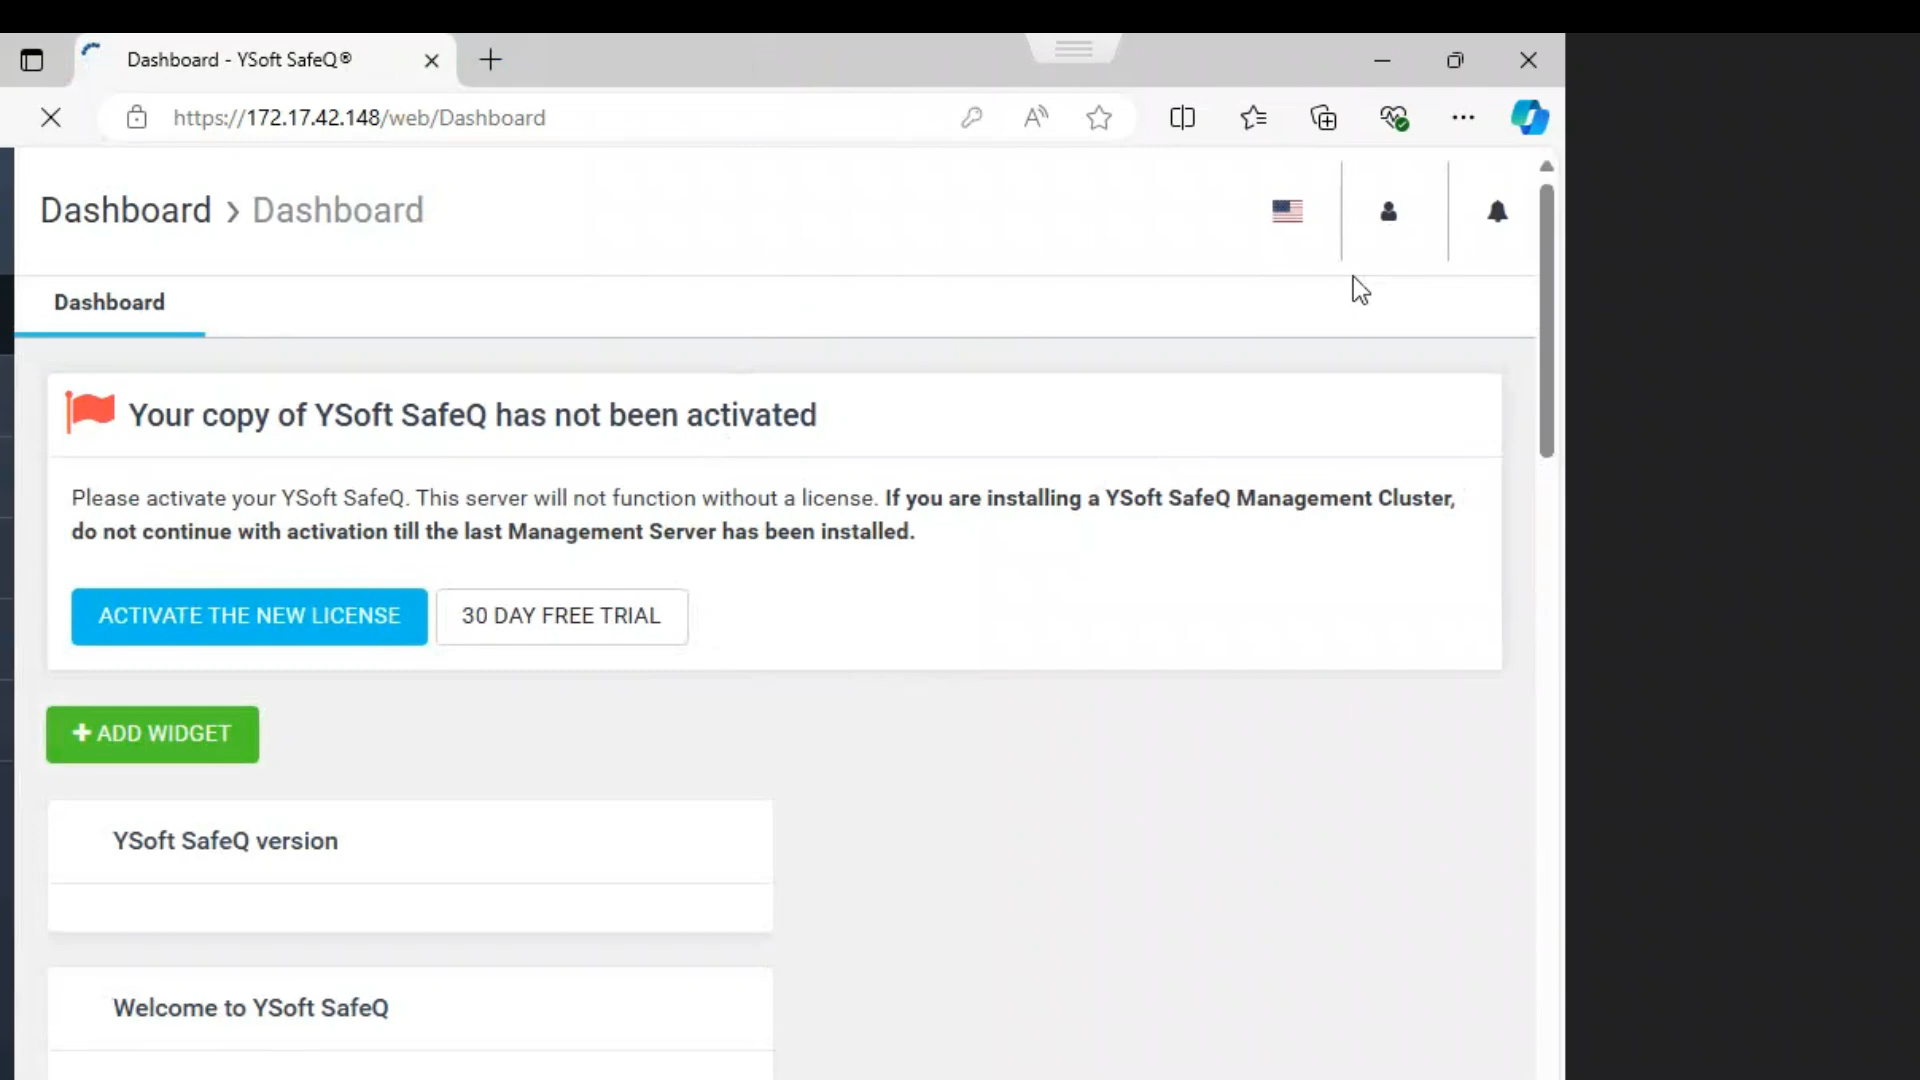 Dashboard - YSoft SafeQ®
https://172.17.42.148/web/Dashboard
Dashboard › Dashboard
Dashboard
Your copy of YSoft SafeQ has not been activated
Please activate your YSoft SafeQ. This server will not function without a license. If you are installing a YSoft SafeQ Management Cluster,
do not continue with activation till the last Management Server has been installed.
ACTIVATE THE NEW LICENSE
30 DAY FREE TRIAL
+ ADD WIDGET
YSoft SafeQ version
Welcome to YSoft SafeQ